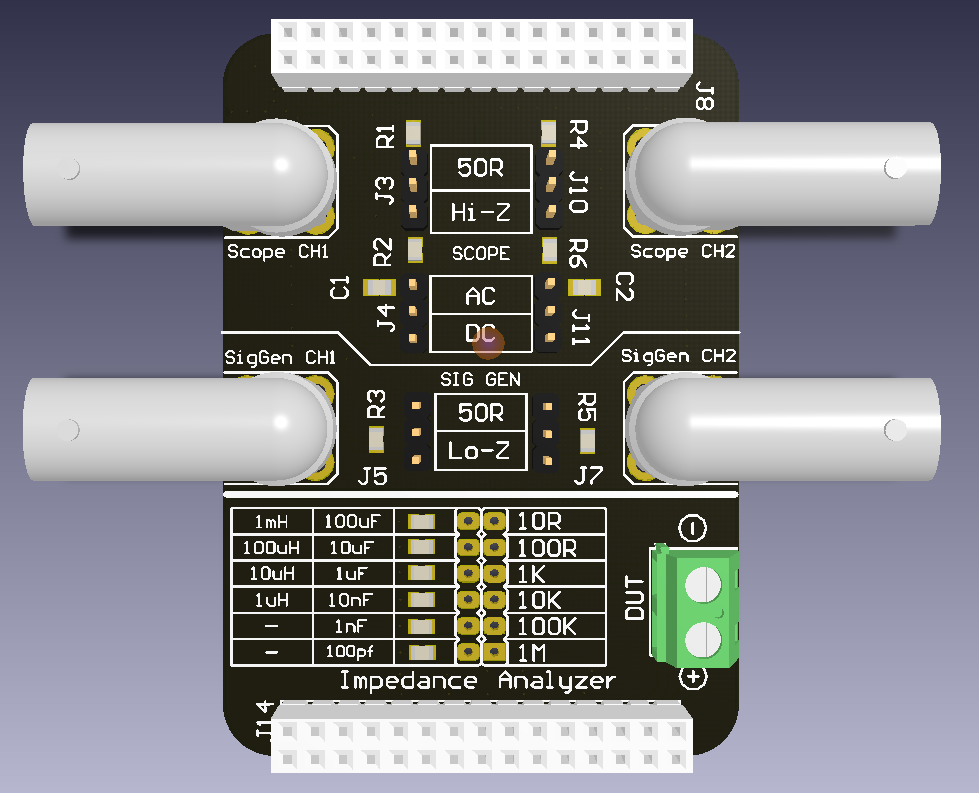 J8
R1
R4
50R
J3
J10
Hi-Z
Scope CH1
R2
SCOPE
R6
Scope CH2
C1
AC
C2
J4
J11
DC
SigGen CH1
SigGen CH2
SIG GEN
R3
50R
R5
Lo-Z
J5
J7
1mH 100uF 10R
100uH 10uF 100R
10uH 1uF 1K
1uH 10nF 10K
- 1nF 100K
- 100pf 1M
-
DUT
+
Impedance Analyzer
J14